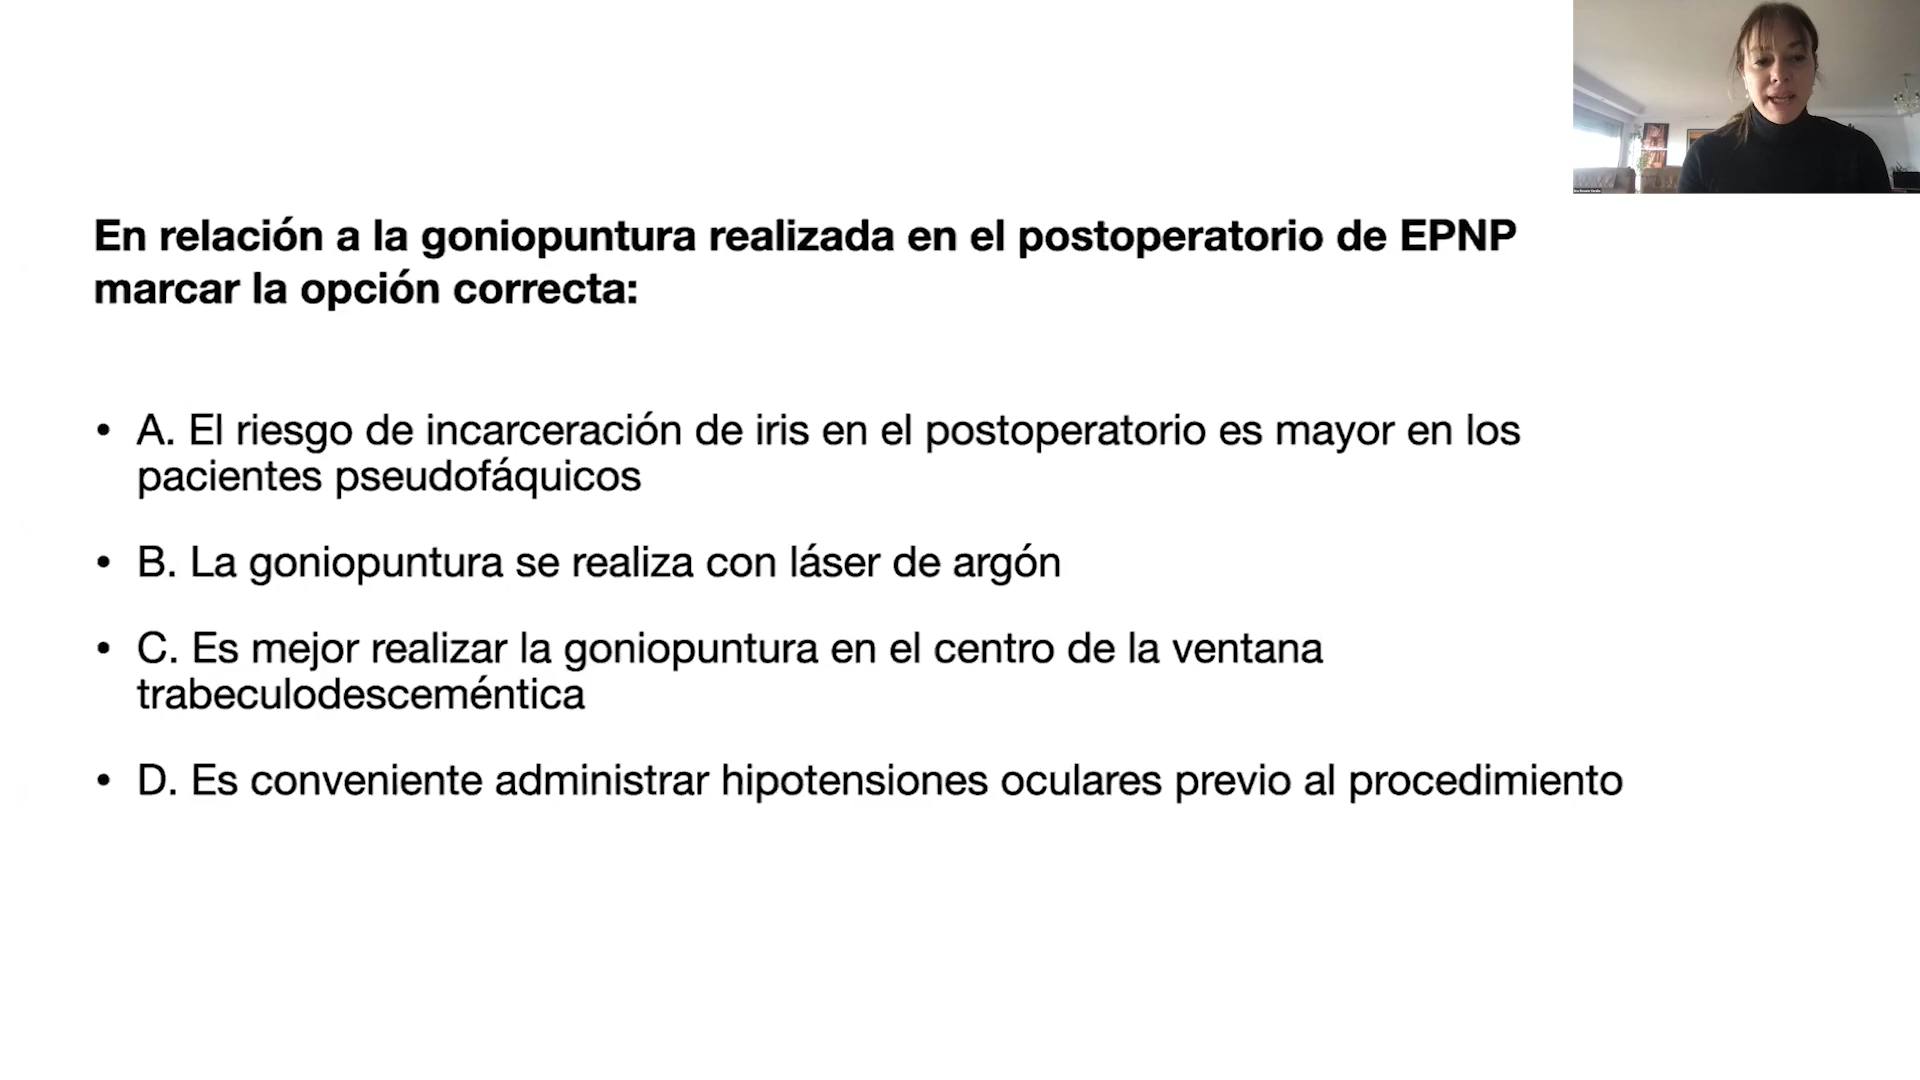 En relación a la goniopuntura realizada en el postoperatorio de EPNP
marcar la opción correcta:
• A. El riesgo de incarceración de iris en el postoperatorio es mayor en los
pacientes pseudofáquicos
• B. La goniopuntura se realiza con láser de argón
• C. Es mejor realizar la goniopuntura en el centro de la ventana
trabeculodesceméntica
• D. Es conveniente administrar hipotensiones oculares previo al procedimiento